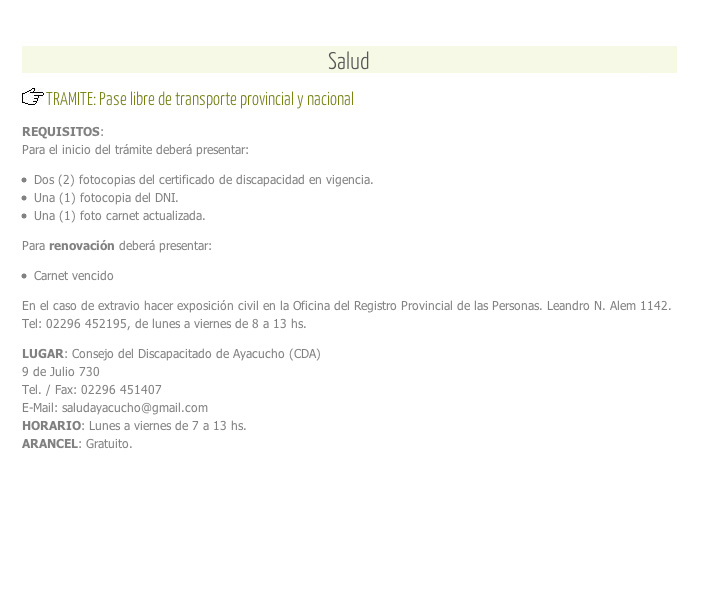 Salud
TRAMITE: Pase libre de transporte provincial y nacional
REQUISITOS:
Para el inicio del trámite deberá presentar:
• Dos (2) fotocopias del certificado de discapacidad en vigencia.
• Una (1) fotocopia del DNI.
• Una (1) foto carnet actualizada.
Para renovación deberá presentar:
• Carnet vencido
En el caso de extravio hacer exposición civil en la Oficina del Registro Provincial de las Personas. Leandro N. Alem 1142.
Tel: 02296 452195, de lunes a viernes de 8 a 13 hs.
LUGAR: Consejo del Discapacitado de Ayacucho (CDA)
9 de Julio 730
Tel. / Fax: 02296 451407
E-Mail: saludayacucho@gmail.com
HORARIO: Lunes a viernes de 7 a 13 hs.
ARANCEL: Gratuito.